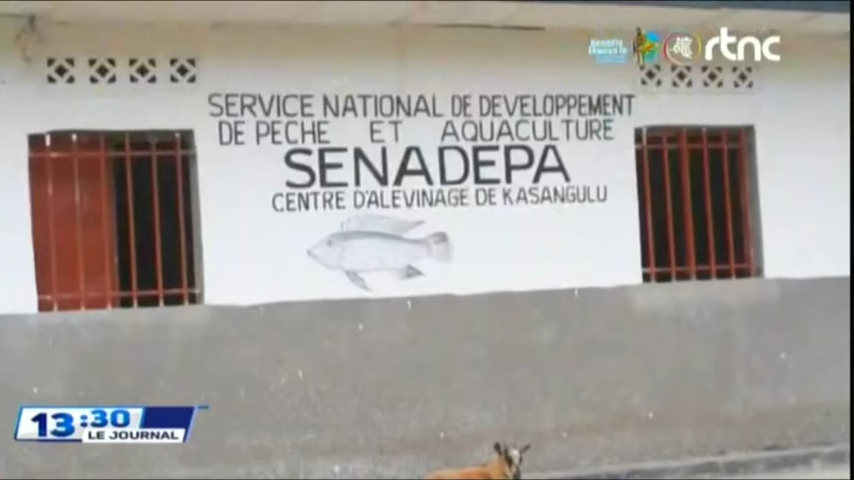 rtnc
SERVICE NATIONAL DE DEVELOPPEMENT
DE PECHE ET AQUACULTURE
SENADEPA
CENTRE D'ALEVINAGE DE KASANGULU
13:30
LE JOURNAL